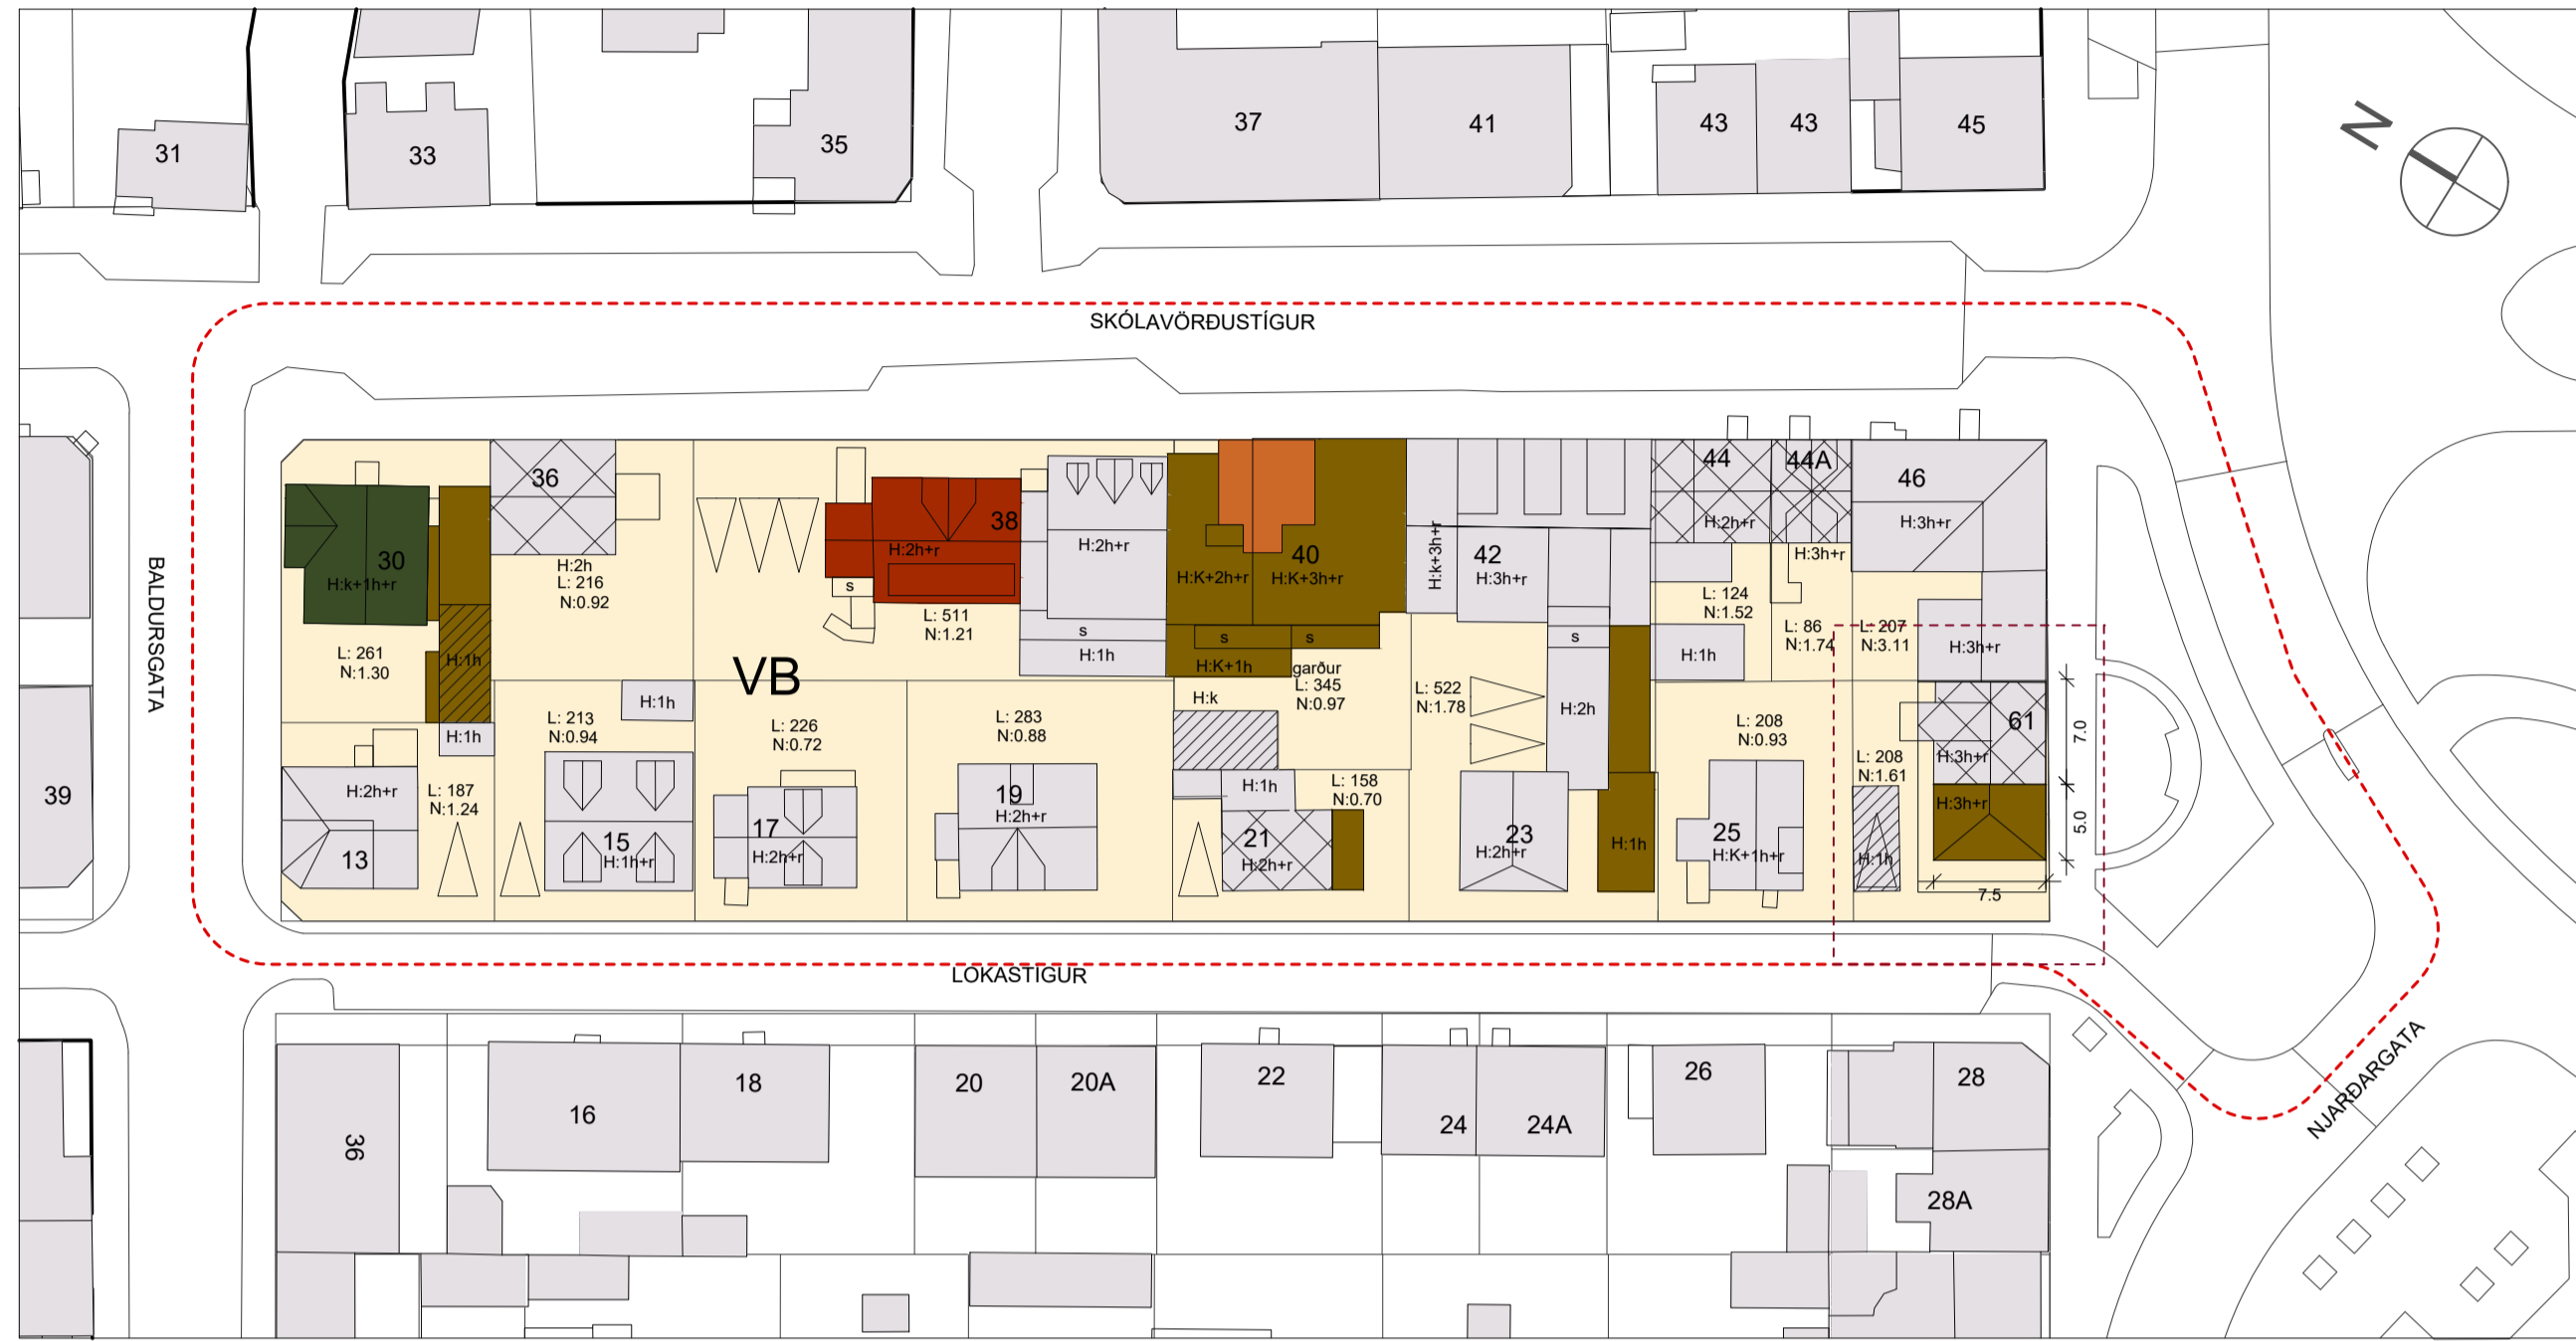 31
33
35
37
41
43
43
45
N
SKÓLAVÖRÐUSTÍGUR
BALDURSGATA
39
30
H:k+1h+r
L: 261
N:1.30
H:1h
H:1h
36
H:2h
L: 216
N:0.92
38
H:2h+r
s
L: 511
N:1.21
H:2h+r
s
H:1h
VB
40
H:K+2h+r
H:K+3h+r
s
s
H:K+1h
garður
L: 345
N:0.97
H:k
H:k+3h+r
42
H:3h+r
s
L: 522
N:1.78
H:2h
44
H:2h+r
44A
H:3h+r
L: 124
N:1.52
H:1h
L: 86
N:1.74
46
H:3h+r
L: 207
N:3.11
H:3h+r
H:2h+r
13
L: 187
N:1.24
L: 213
N:0.94
H:1h
15
H:1h+r
L: 226
N:0.72
17
H:2h+r
L: 283
N:0.88
19
H:2h+r
H:1h
L: 158
N:0.70
21
H:2h+r
23
H:2h+r
H:1h
L: 208
N:0.93
25
H:K+1h+r
L: 208
N:1.61
H:1h
61
H:3h+r
H:3h+r
7.0
5.0
7.5
LOKASTÍGUR
NJARÐARGATA
36
16
18
20
20A
22
24
24A
26
28
28A